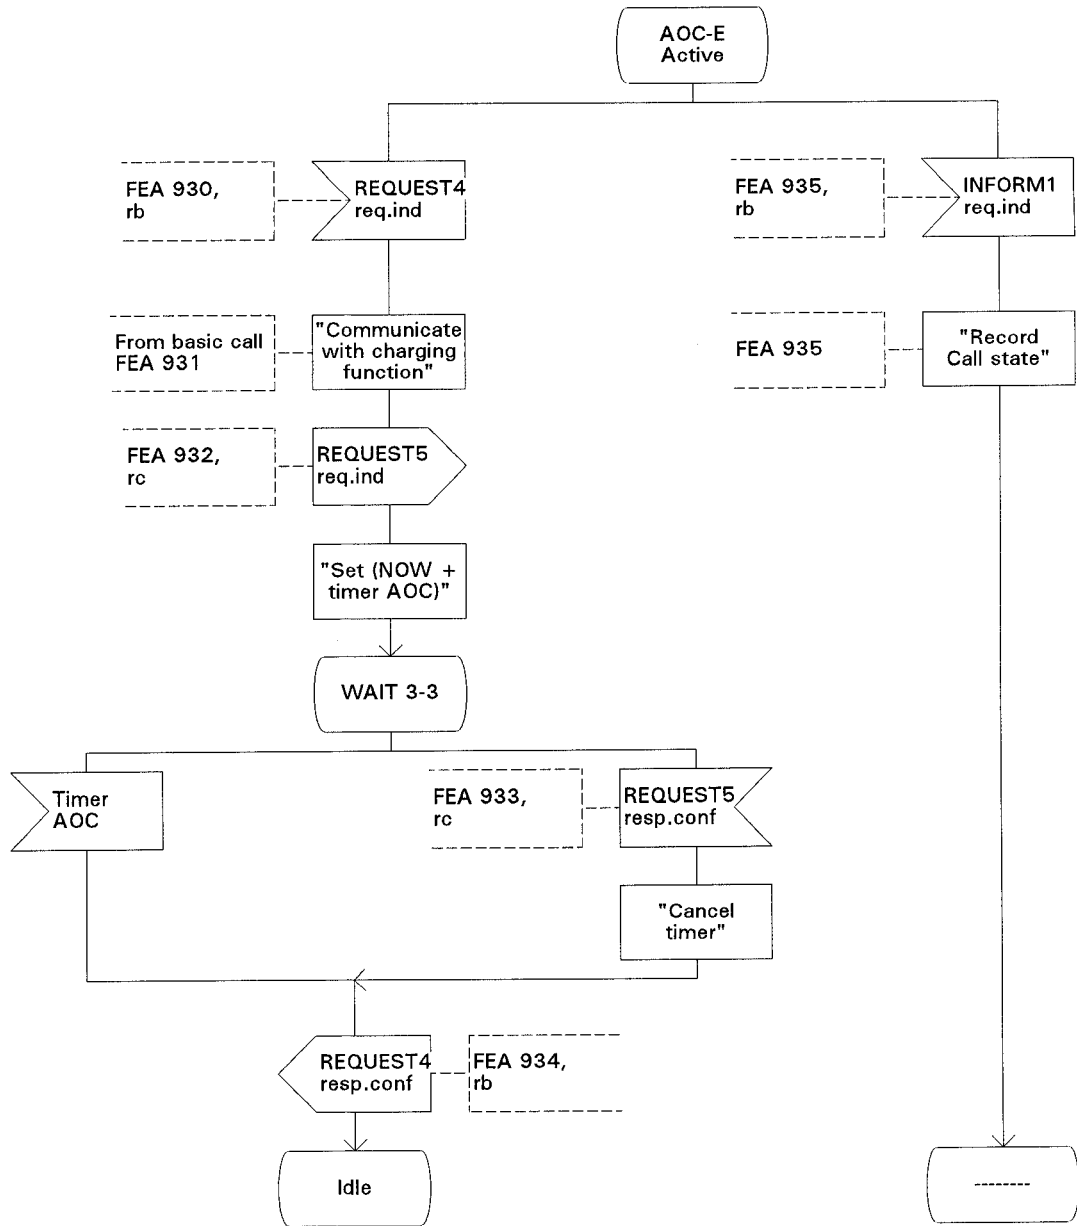 AOC-E
Active
FEA 930,
rb
REQUEST4
req.ind
FEA 935,
rb
INFORM1
req.ind
From basic call
FEA 931
"Communicate
with charging
function"
FEA 935
"Record
Call state"
FEA 932,
rc
REQUEST5
req.ind
"Set (NOW +
timer AOC)"
WAIT 3-3
Timer
AOC
FEA 933,
rc
REQUEST5
resp.conf
"Cancel
timer"
REQUEST4
resp.conf
FEA 934,
rb
Idle
--------